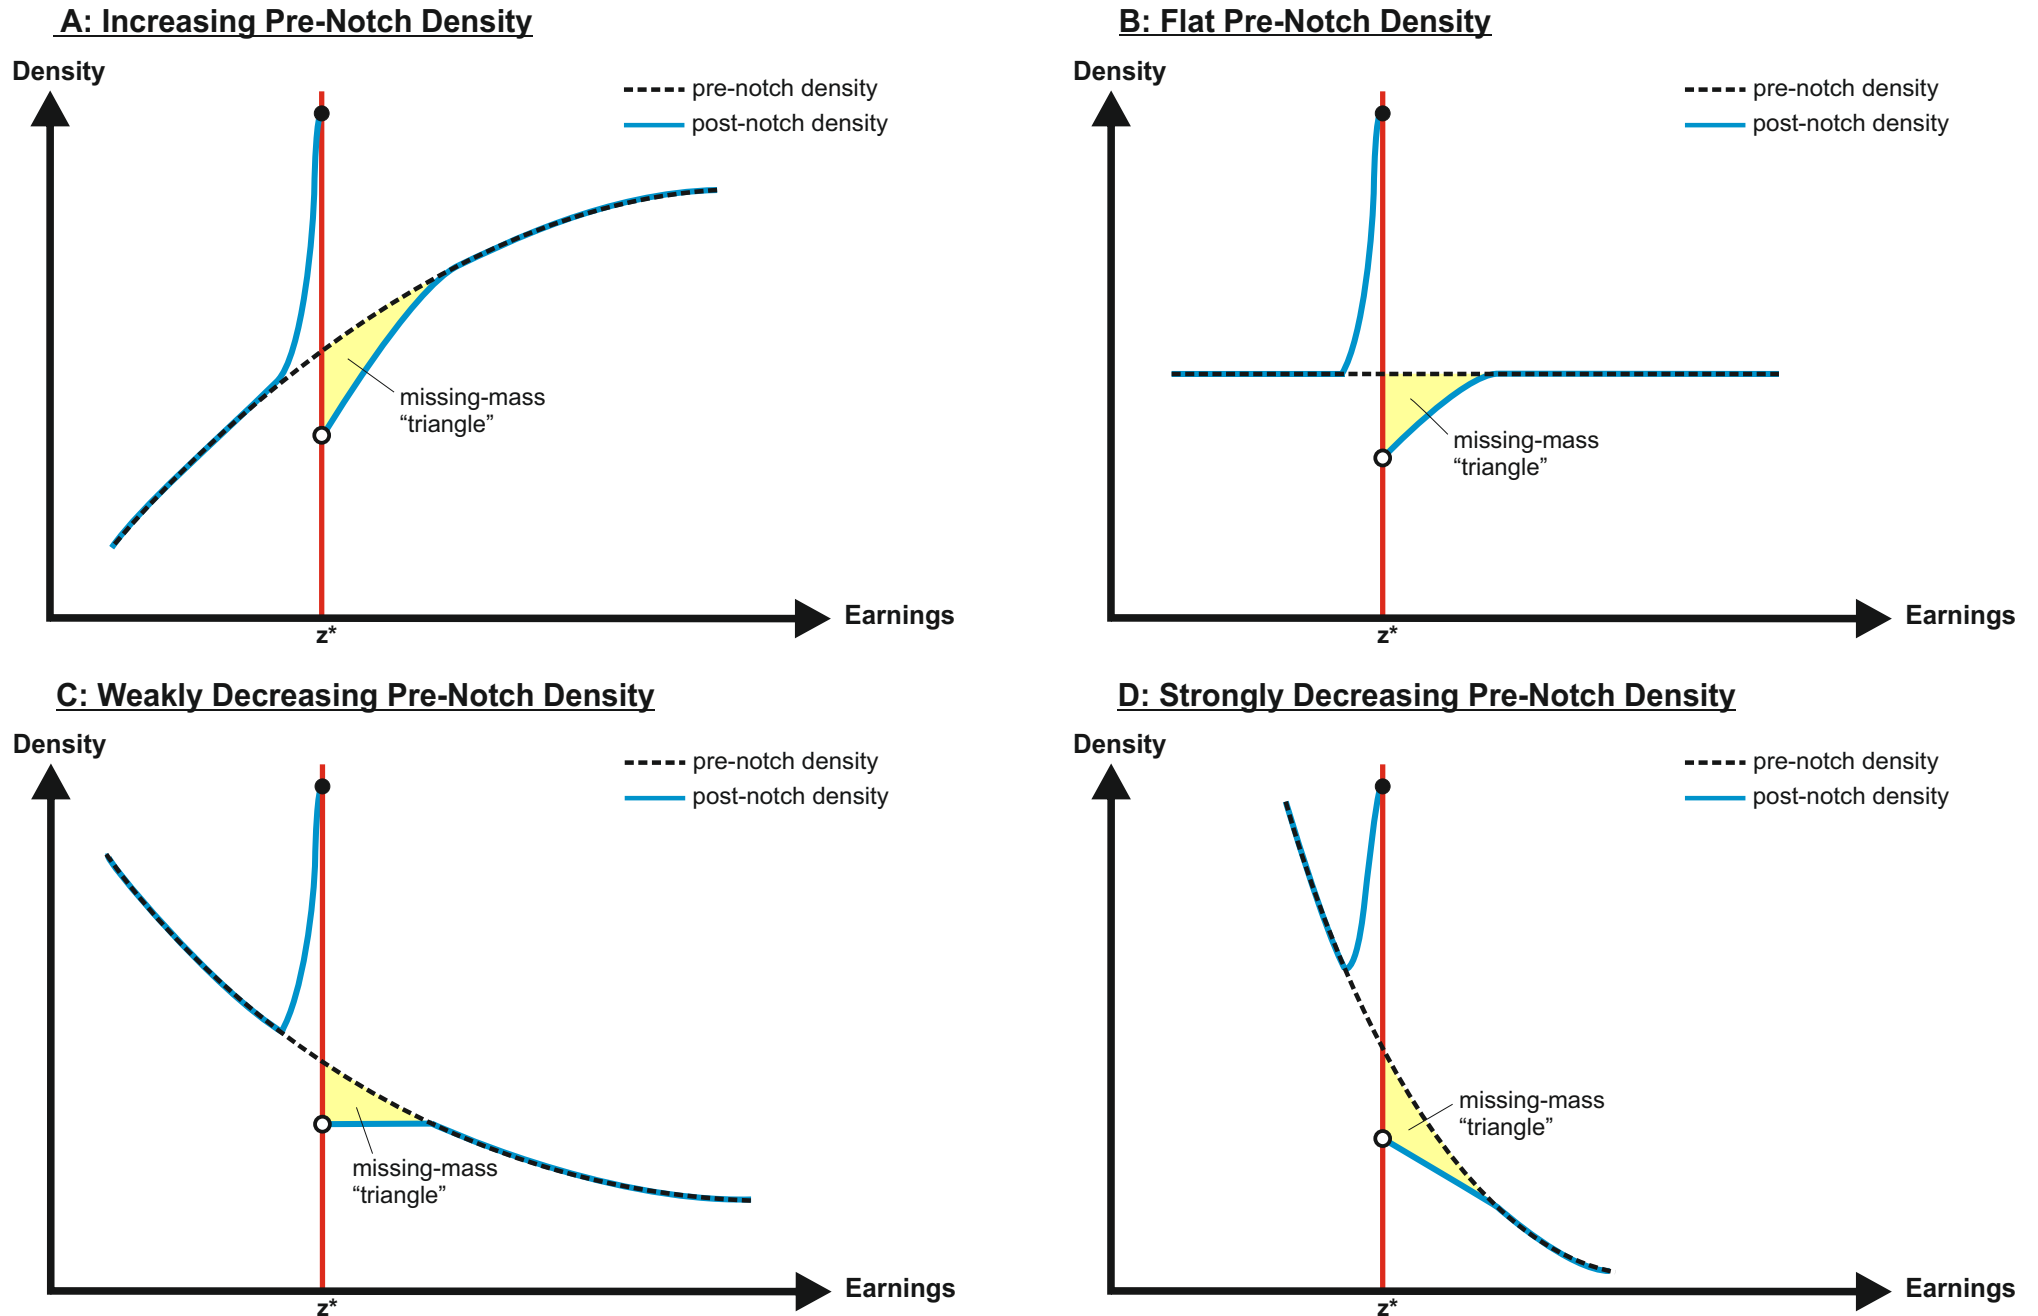 A: Increasing Pre-Notch Density
Density
pre-notch density
post-notch density
missing-mass
“triangle”
Earnings
z*
B: Flat Pre-Notch Density
Density
pre-notch density
post-notch density
missing-mass
“triangle”
Earnings
z*
C: Weakly Decreasing Pre-Notch Density
Density
pre-notch density
post-notch density
missing-mass
“triangle”
Earnings
z*
D: Strongly Decreasing Pre-Notch Density
Density
pre-notch density
post-notch density
missing-mass
“triangle”
Earnings
z*